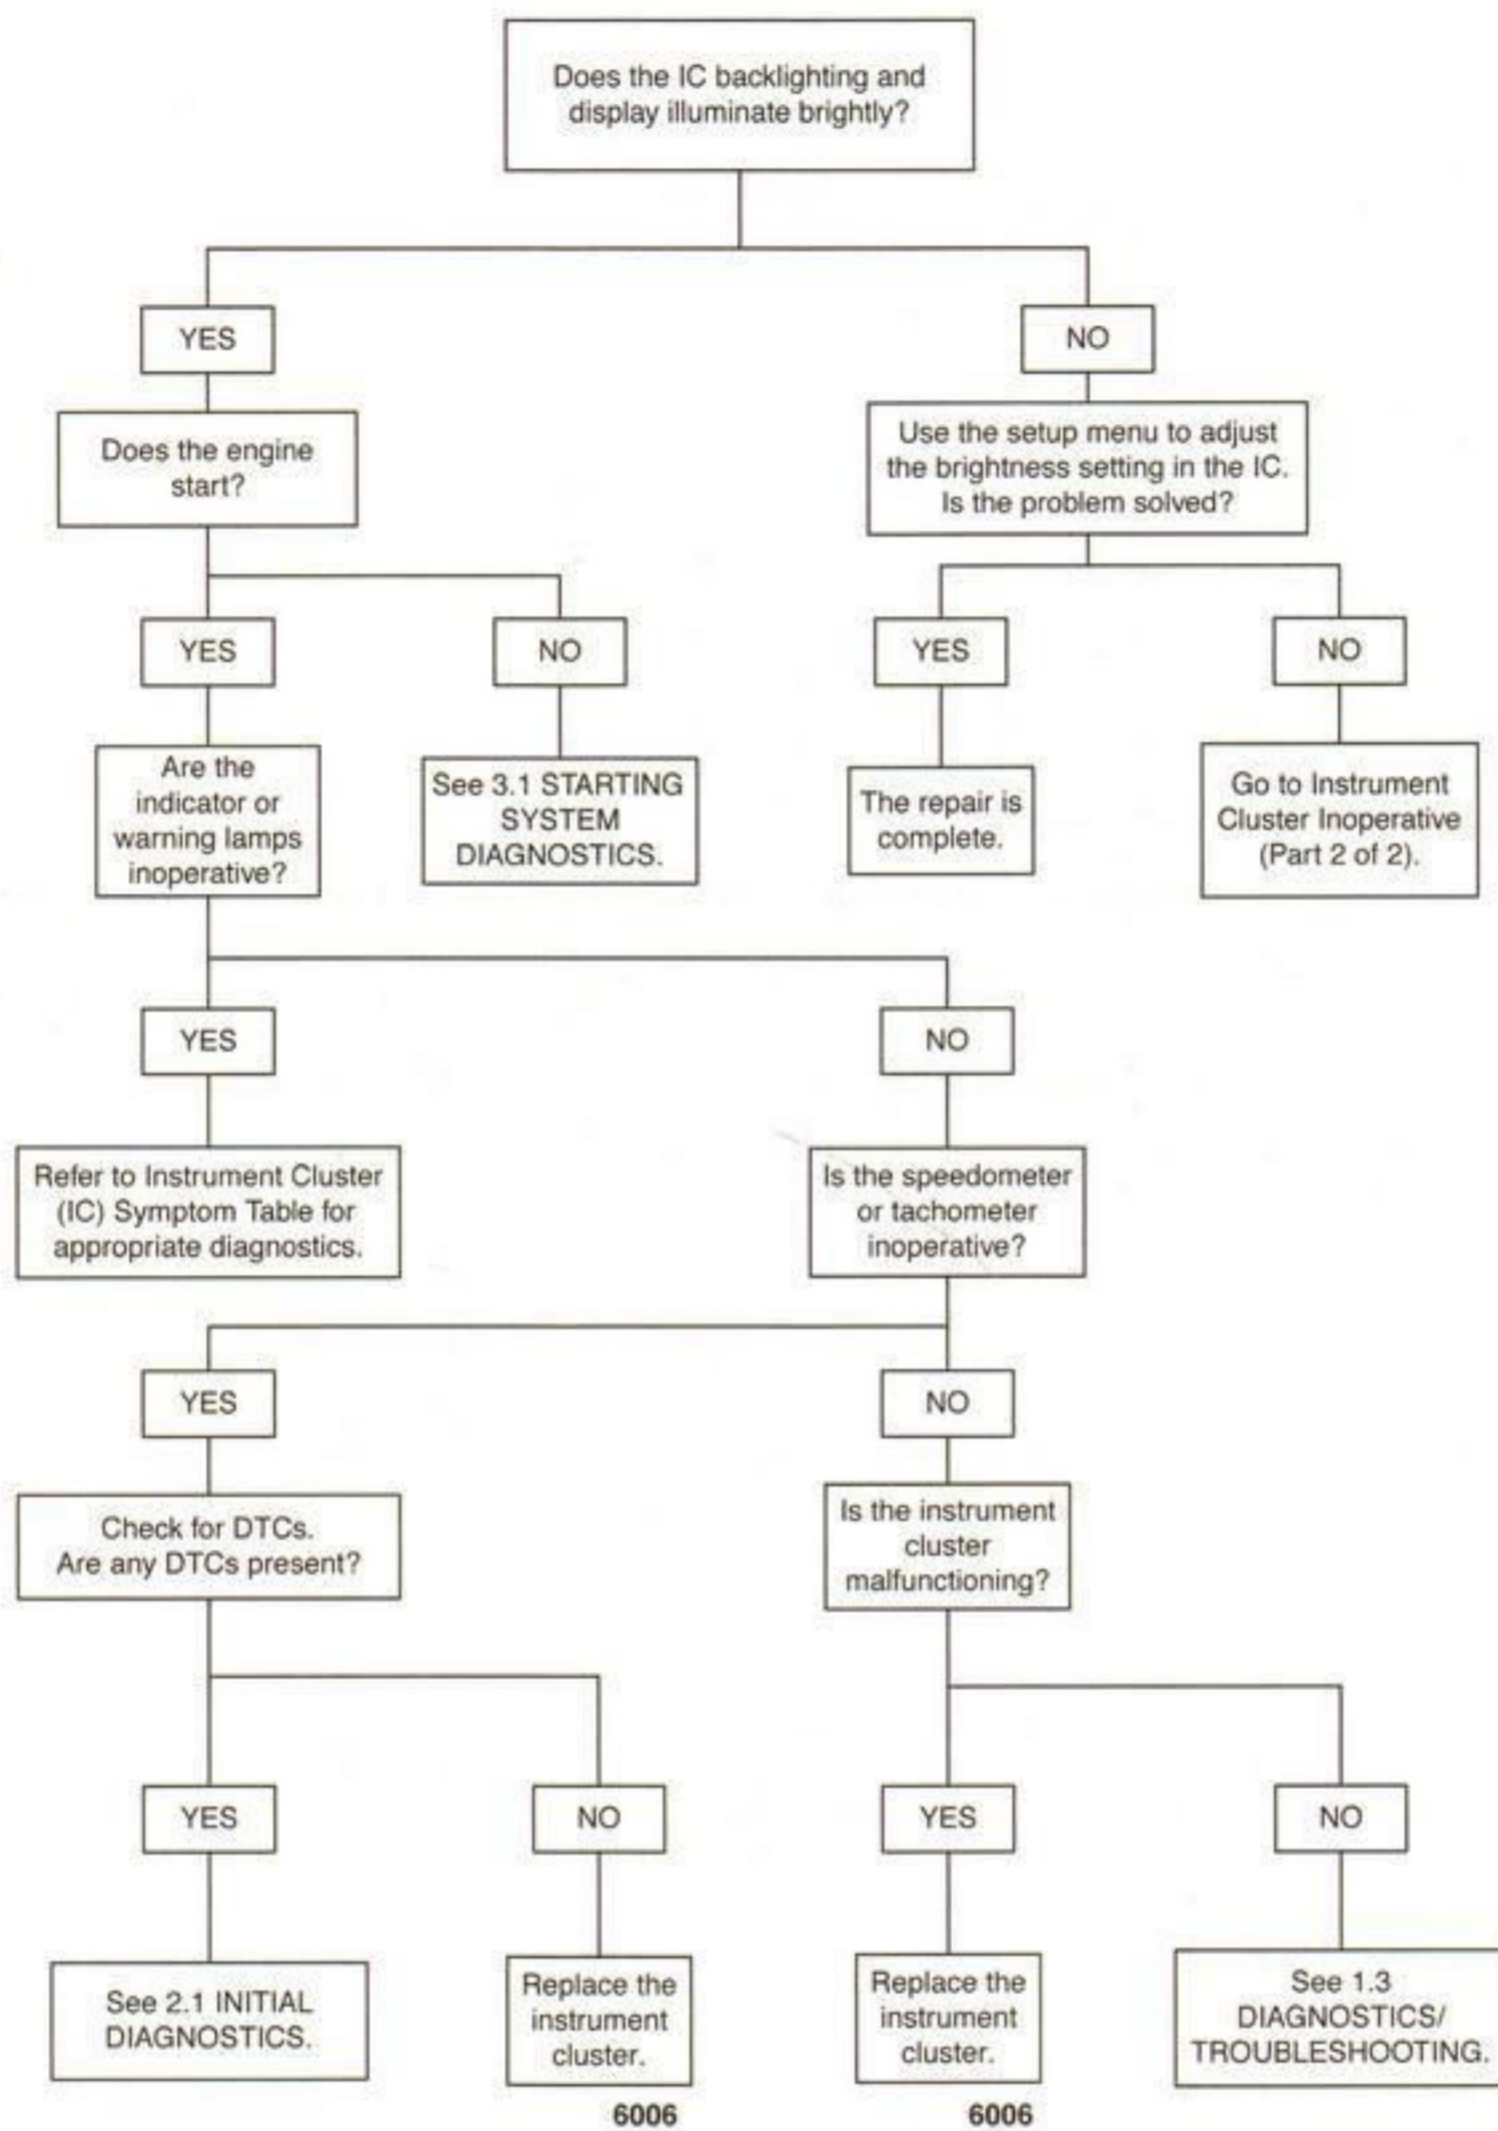 Does the IC backlighting and
display illuminate brightly?
YES
NO
Does the engine
start?
Use the setup menu to adjust
the brightness setting in the IC.
Is the problem solved?
YES
NO
YES
NO
Are the
indicator or
warning lamps
inoperative?
See 3.1 STARTING
SYSTEM
DIAGNOSTICS.
The repair is
complete.
Go to Instrument
Cluster Inoperative
(Part 2 of 2).
YES
NO
Refer to Instrument Cluster
(IC) Symptom Table for
appropriate diagnostics.
Is the speedometer
or tachometer
inoperative?
YES
NO
Check for DTCs.
Are any DTCs present?
Is the instrument
cluster
malfunctioning?
YES
NO
YES
NO
See 2.1 INITIAL
DIAGNOSTICS.
Replace the
instrument
cluster.
Replace the
instrument
cluster.
See 1.3
DIAGNOSTICS/
TROUBLESHOOTING.
6006
6006